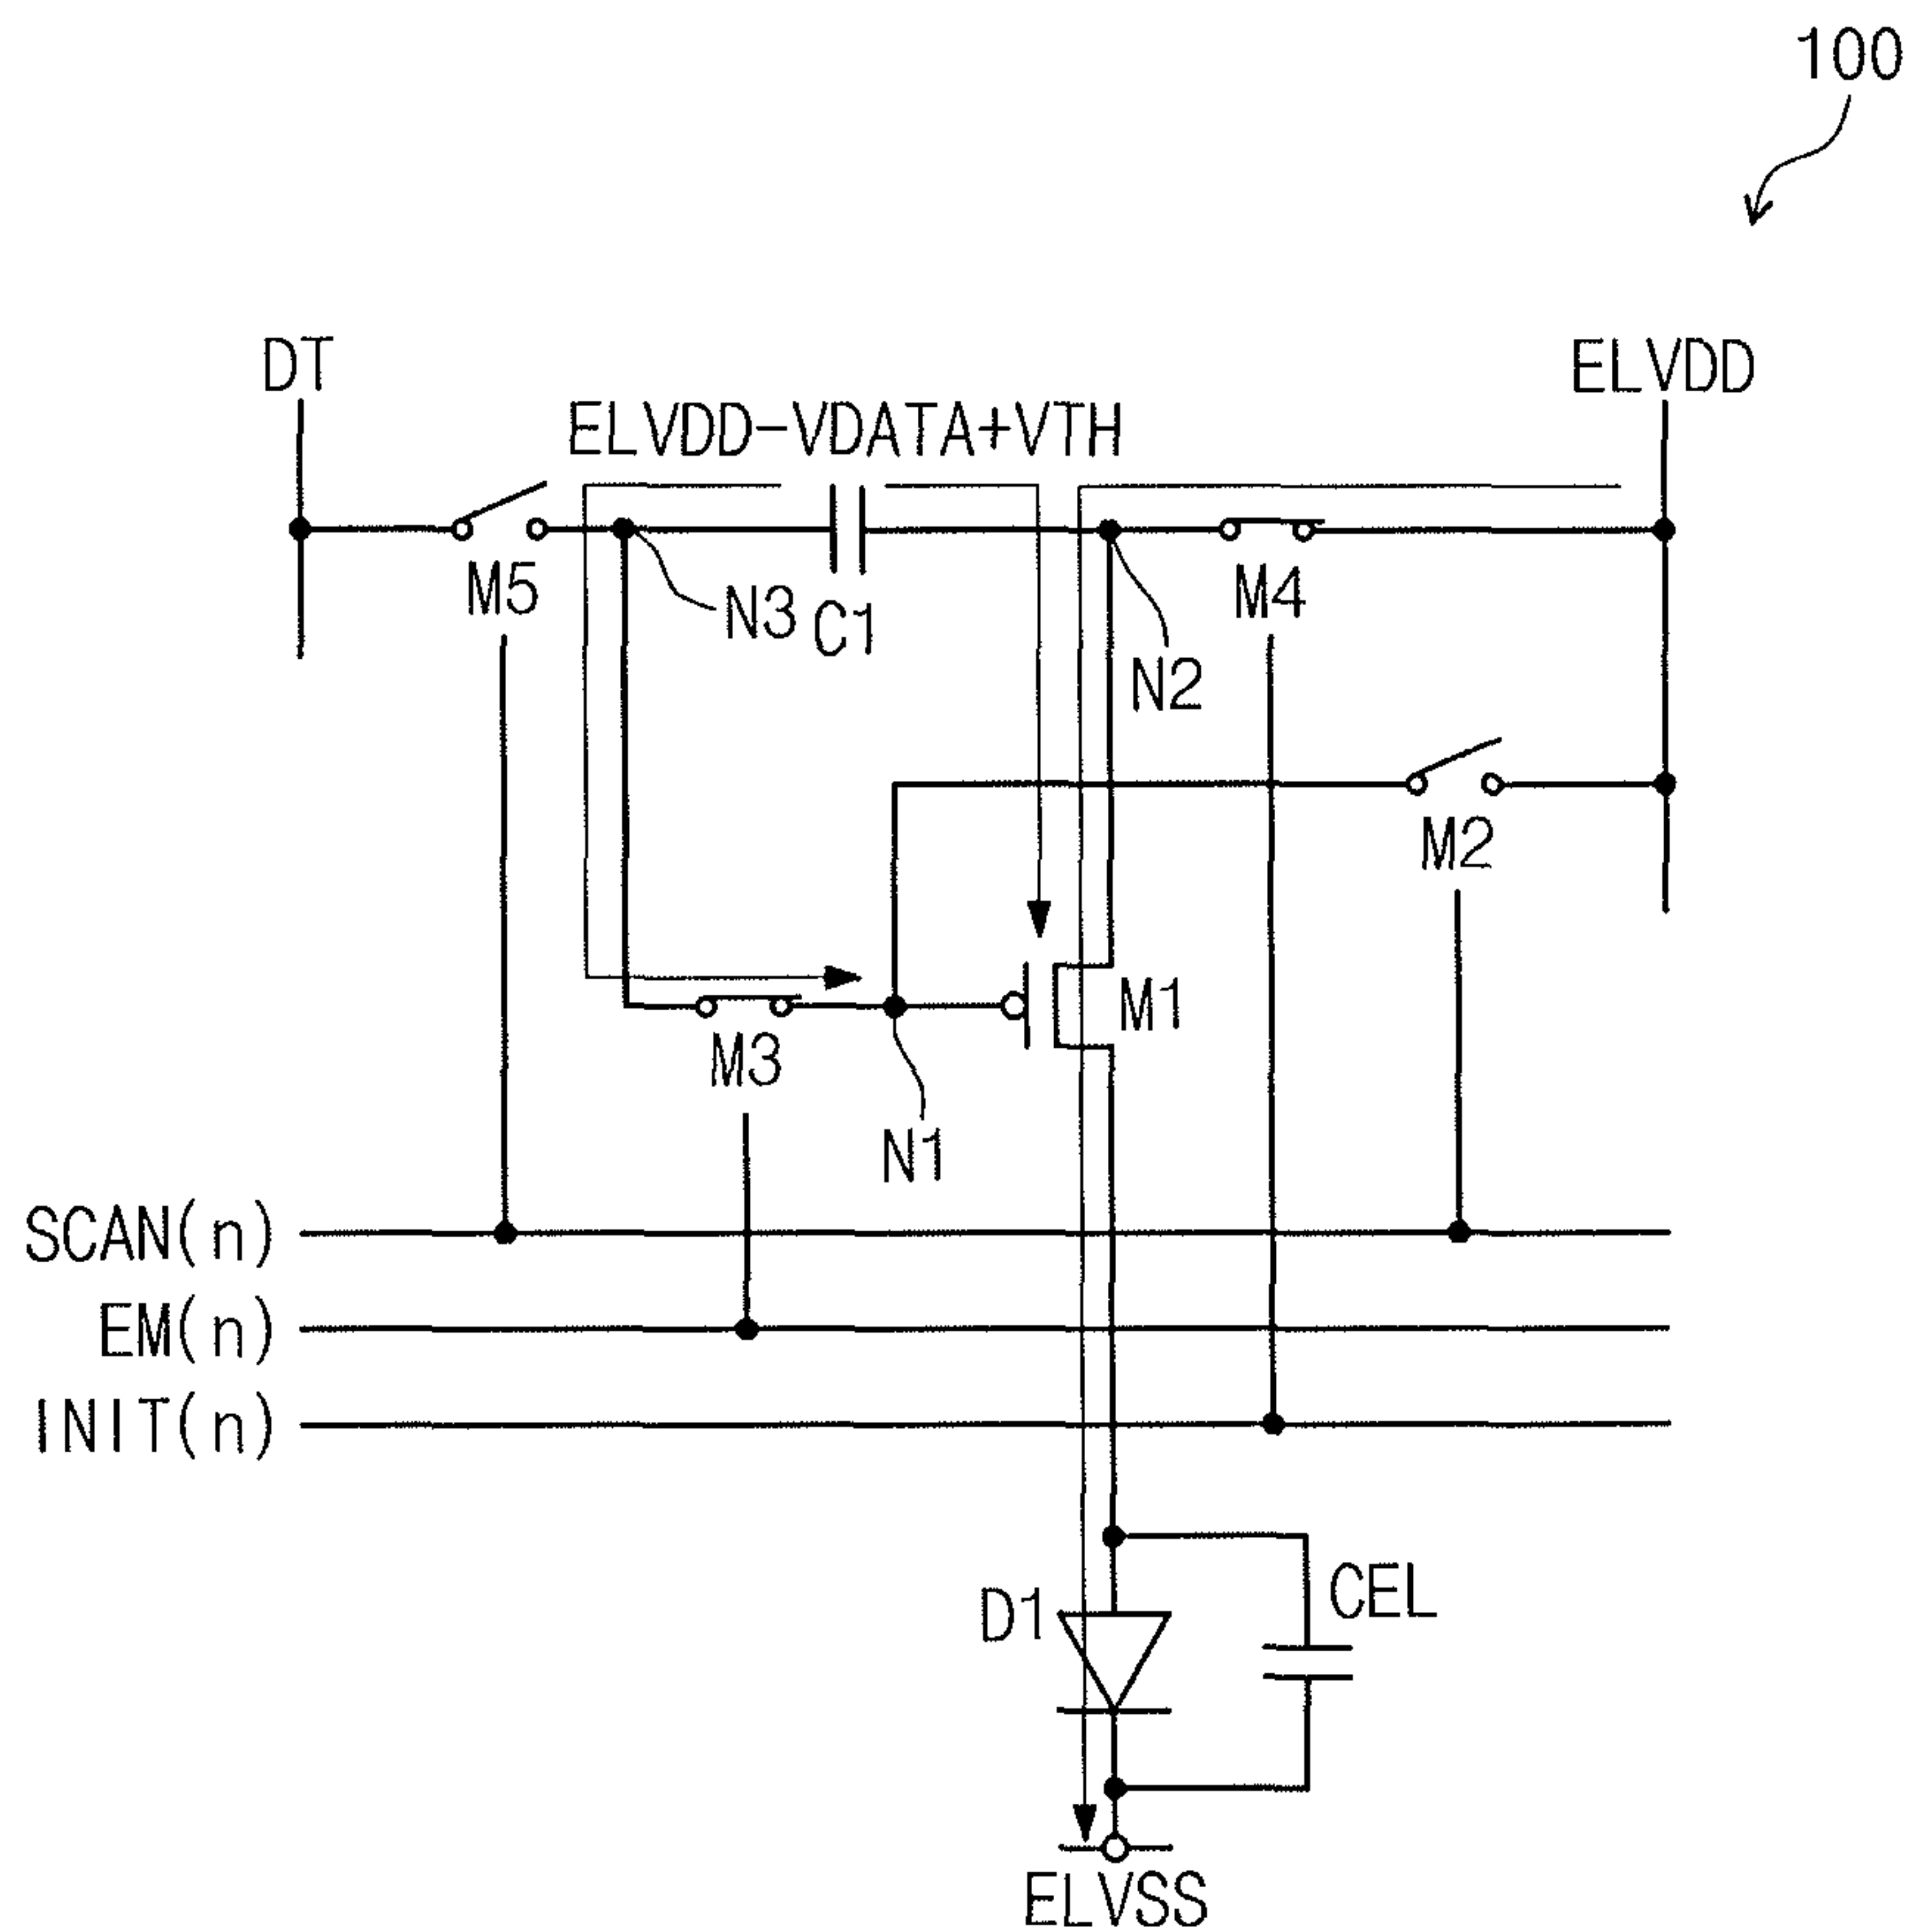 100
DT
ELVDD
ELVDD-VDATA+VTH
M5
N3
C1
M4
N2
M2
M1
M3
N1
SCAN(n)
EM(n)
INIT(n)
D1
CEL
ELVSS